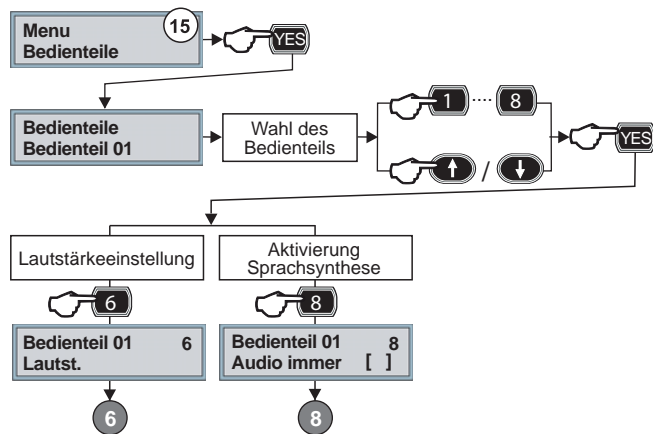 Menu
15
Bedienteile
YES
Bedienteile
Bedienteil 01
Wahl des
Bedienteils
1 .... 8
/
YES
Lautstärkeeinstellung
Aktivierung
Sprachsynthese
6
8
Bedienteil 01 6
Lautst.
Bedienteil 01 8
Audio immer [ ]
6
8